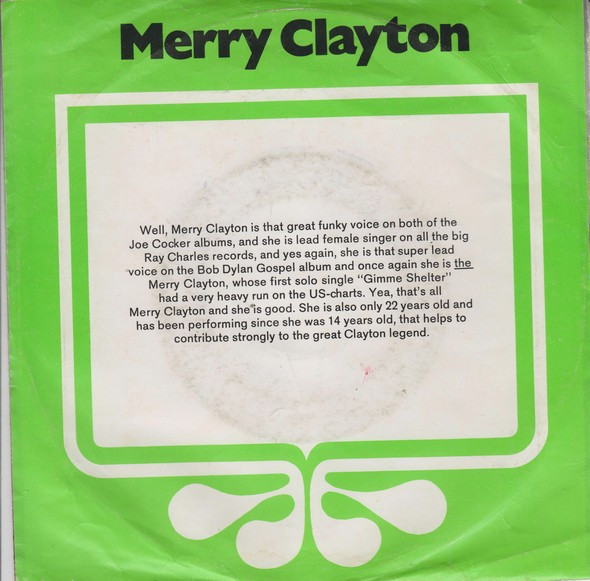 Merry Clayton
Well, Merry Clayton is that great funky voice on both of the
Joe Cocker albums, and she is lead female singer on all the big
Ray Charles records, and yes again, she is that super lead
voice on the Bob Dylan Gospel album and once again she is the
Merry Clayton, whose first solo single “Gimme Shelter”
had a very heavy run on the US-charts. Yea, that's all
Merry Clayton and she is good. She is also only 22 years old and
has been performing since she was 14 years old, that helps to
contribute strongly to the great Clayton legend.